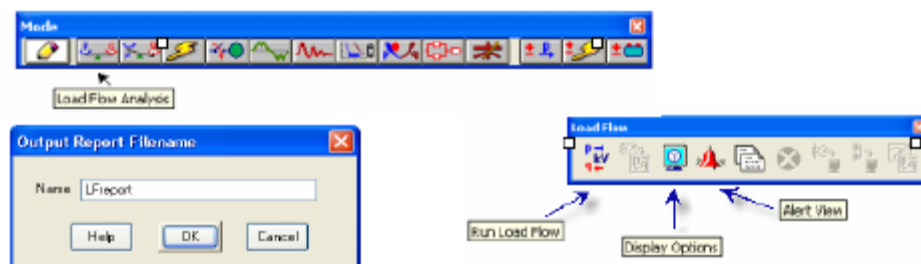 Mode
Load Flow Analysis
Output Report Filename
Name LFreport
Help OK Cancel
Load Flow
Run Load Flow
Display Options
Alert View